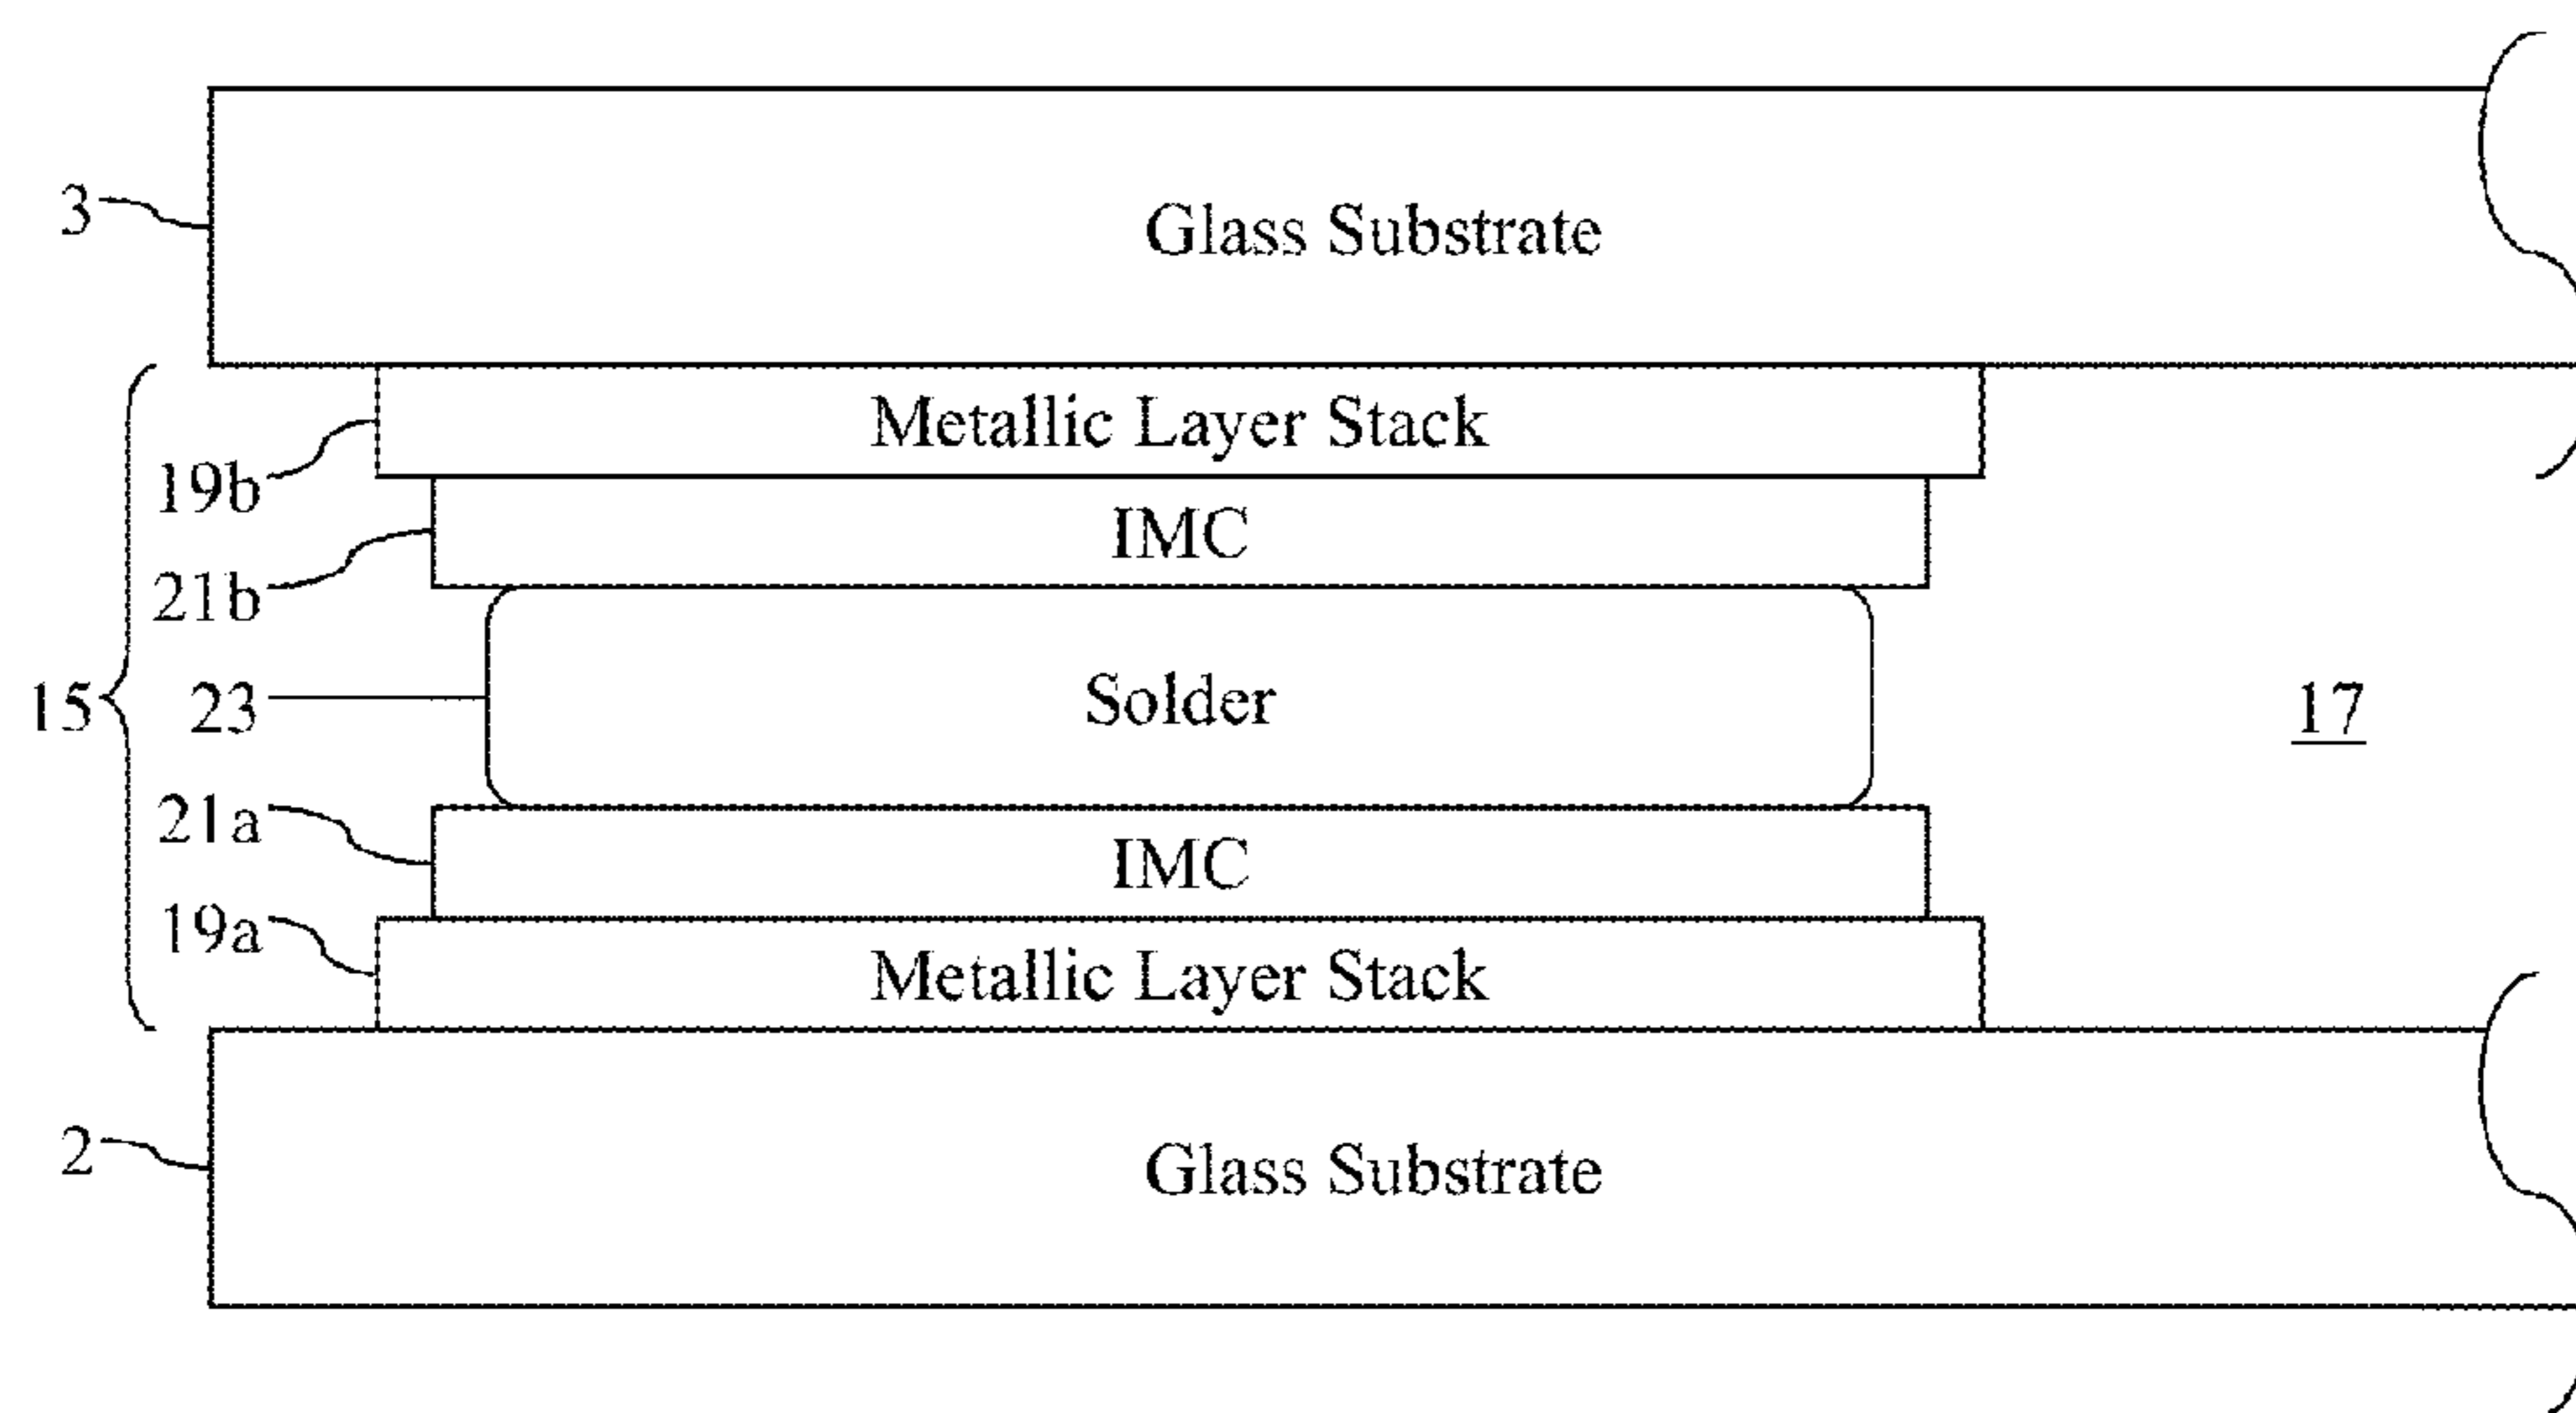 3
Glass Substrate
Metallic Layer Stack
19b
IMC
21b
15
23
Solder
17
21a
IMC
19a
Metallic Layer Stack
2
Glass Substrate